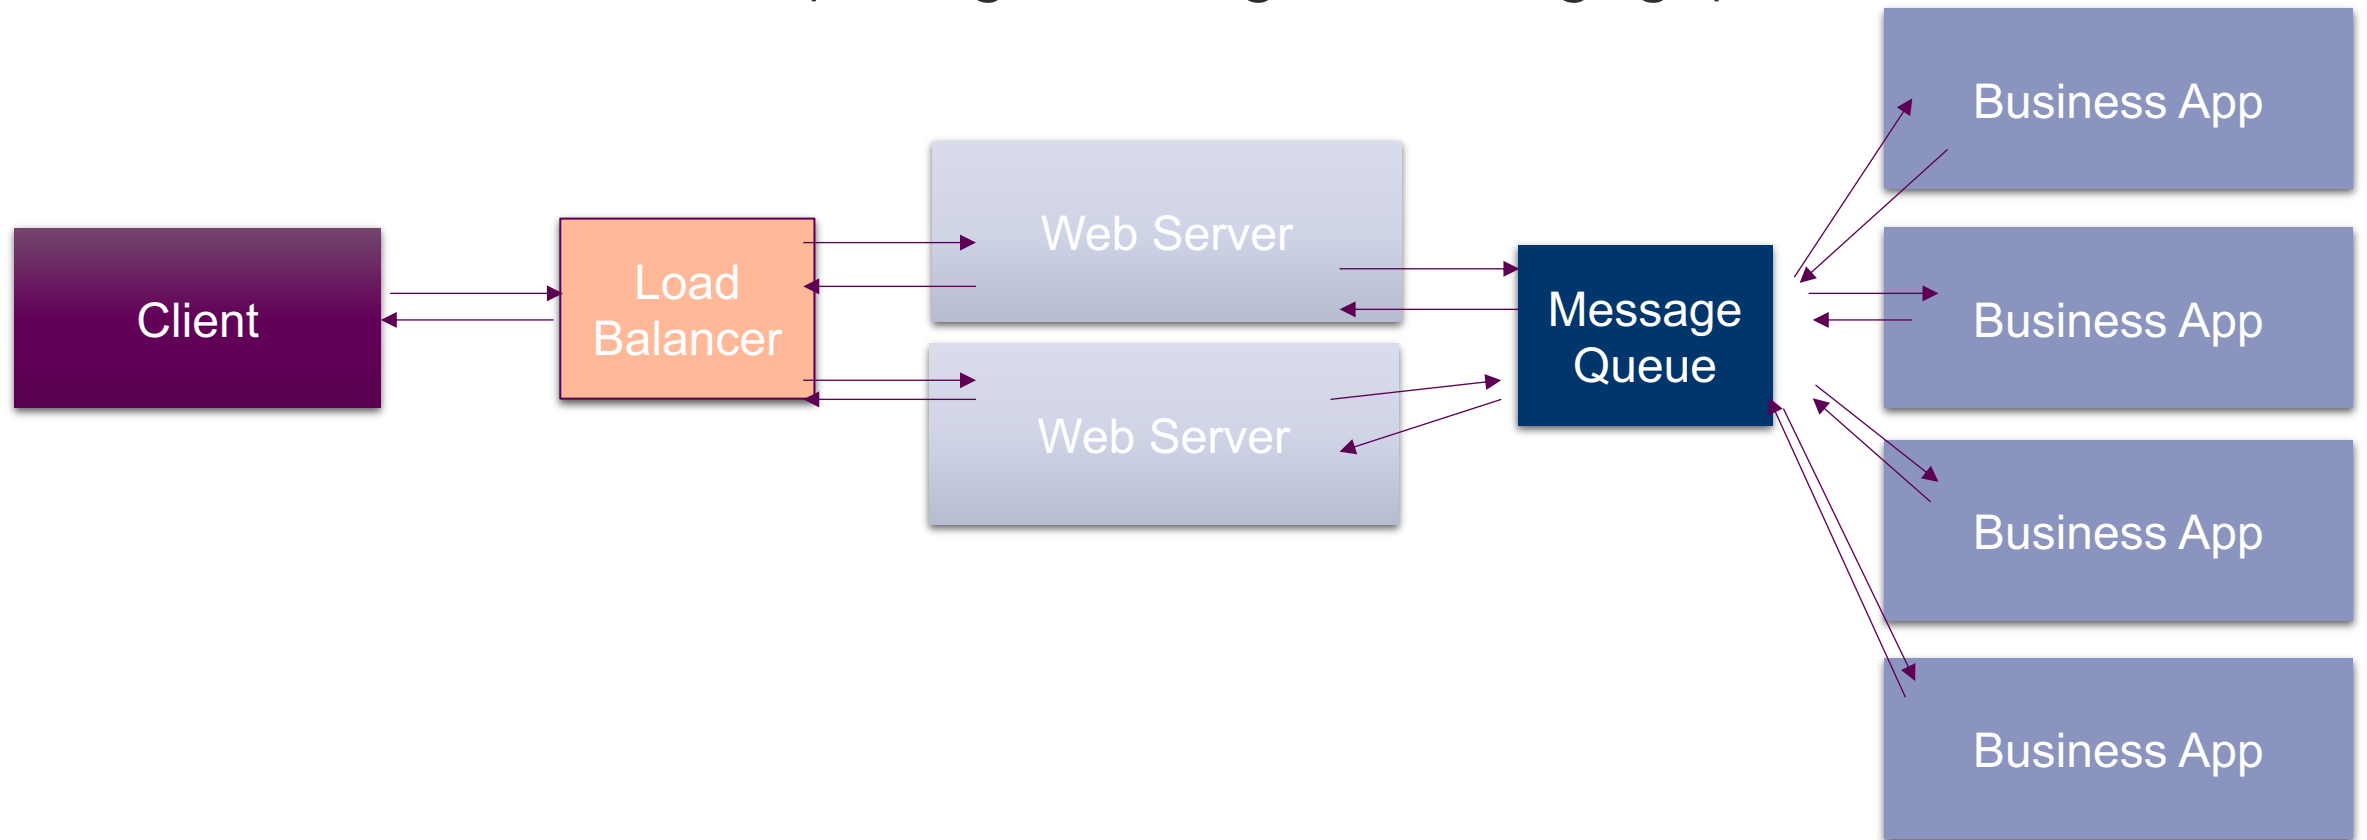 Client
Load
Balancer
Web Server
Web Server
Message
Queue
Business App
Business App
Business App
Business App